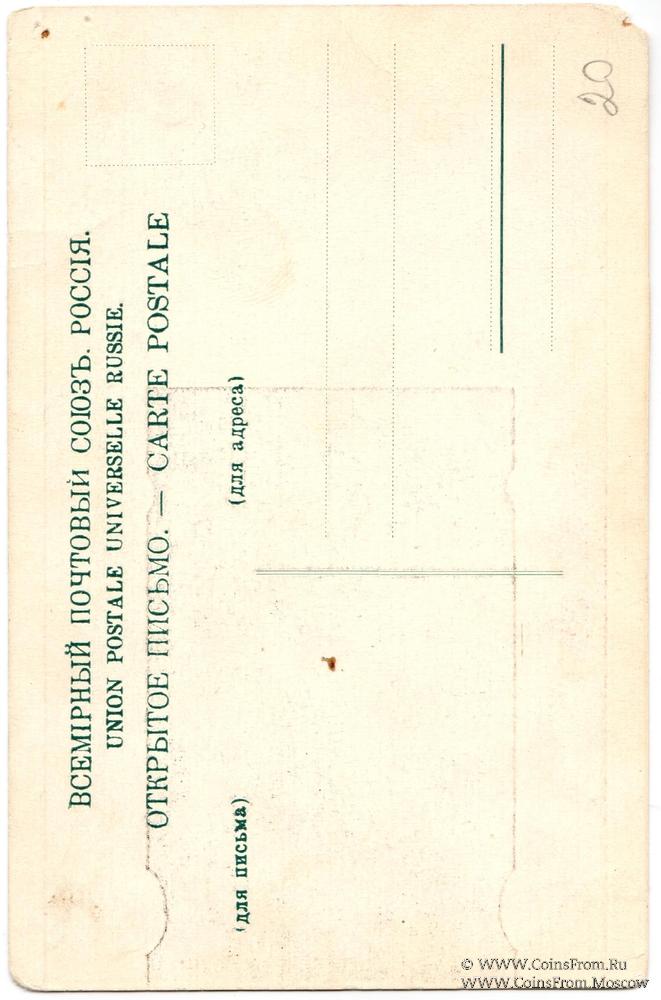 ВСЕМІРНЫЙ ПОЧТОВЫЙ СОЮЗЪ. РОССІЯ.
UNION POSTALE UNIVERSELLE RUSSIE.
ОТКРЫТОЕ ПИСЬМО. — CARTE POSTALE
(для письма)
(для адреса)
20
© WWW.CoinsFrom.Ru
WWW.CoinsFrom.Moscow